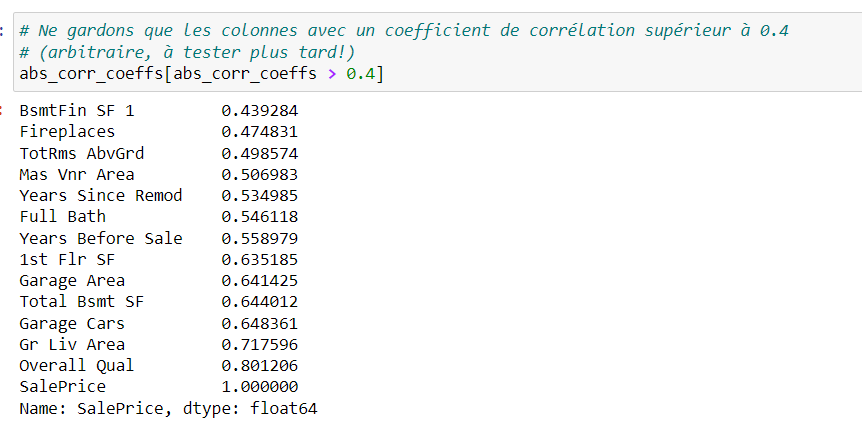 # Ne gardons que les colonnes avec un coefficient de corrélation supérieur à 0.4
# (arbitraire, à tester plus tard!)
abs_corr_coeffs[abs_corr_coeffs > 0.4]
BsmtFin SF 1 0.439284
Fireplaces 0.474831
TotRms AbvGrd 0.498574
Mas Vnr Area 0.506983
Years Since Remod 0.534985
Full Bath 0.546118
Years Before Sale 0.558979
1st Flr SF 0.635185
Garage Area 0.641425
Total Bsmt SF 0.644012
Garage Cars 0.648361
Gr Liv Area 0.717596
Overall Qual 0.801206
SalePrice 1.000000
Name: SalePrice, dtype: float64